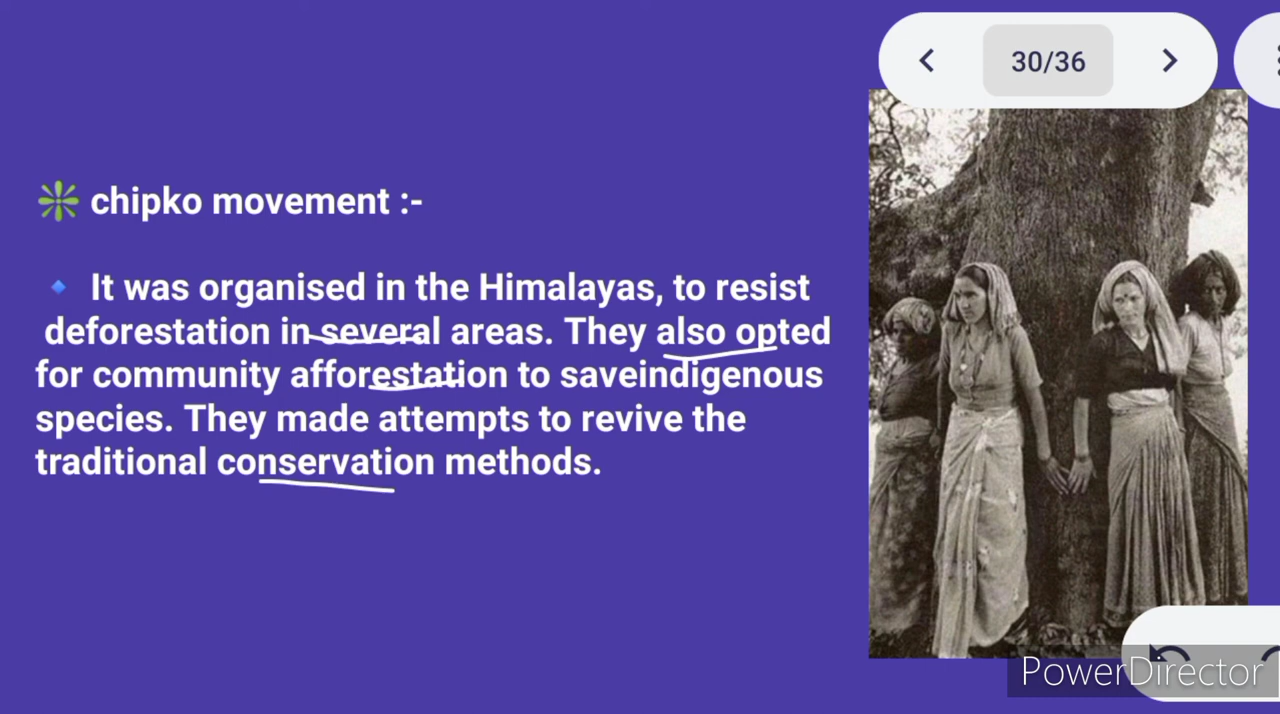 30/36
chipko movement :-
It was organised in the Himalayas, to resist
deforestation in several areas. They also opted
for community afforestation to saveindigenous
species. They made attempts to revive the
traditional conservation methods.
PowerDirector